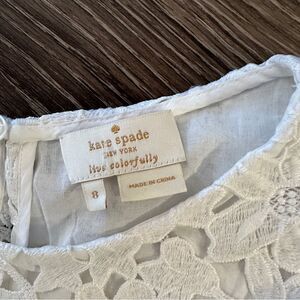 kate spade
NEW YORK
live colorfully
8
MADE IN CHINA